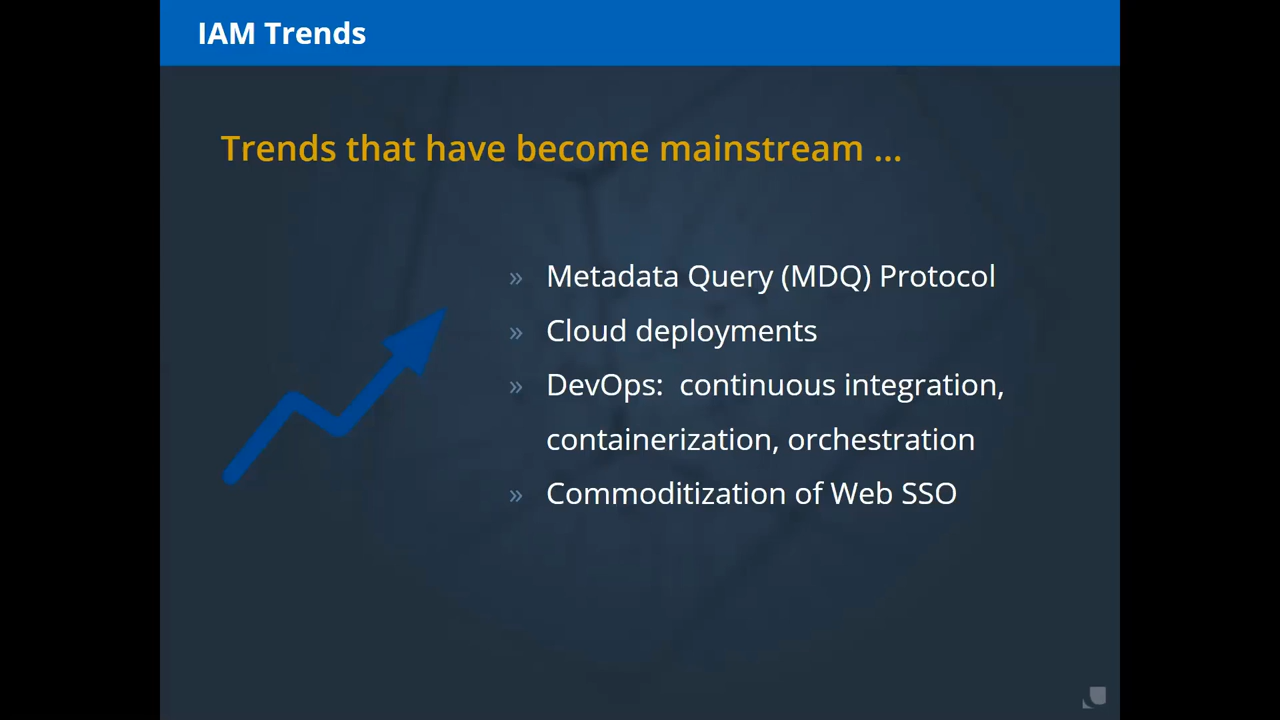 IAM Trends
Trends that have become mainstream ...
» Metadata Query (MDQ) Protocol
» Cloud deployments
» DevOps:  continuous integration,
containerization, orchestration
» Commoditization of Web SSO